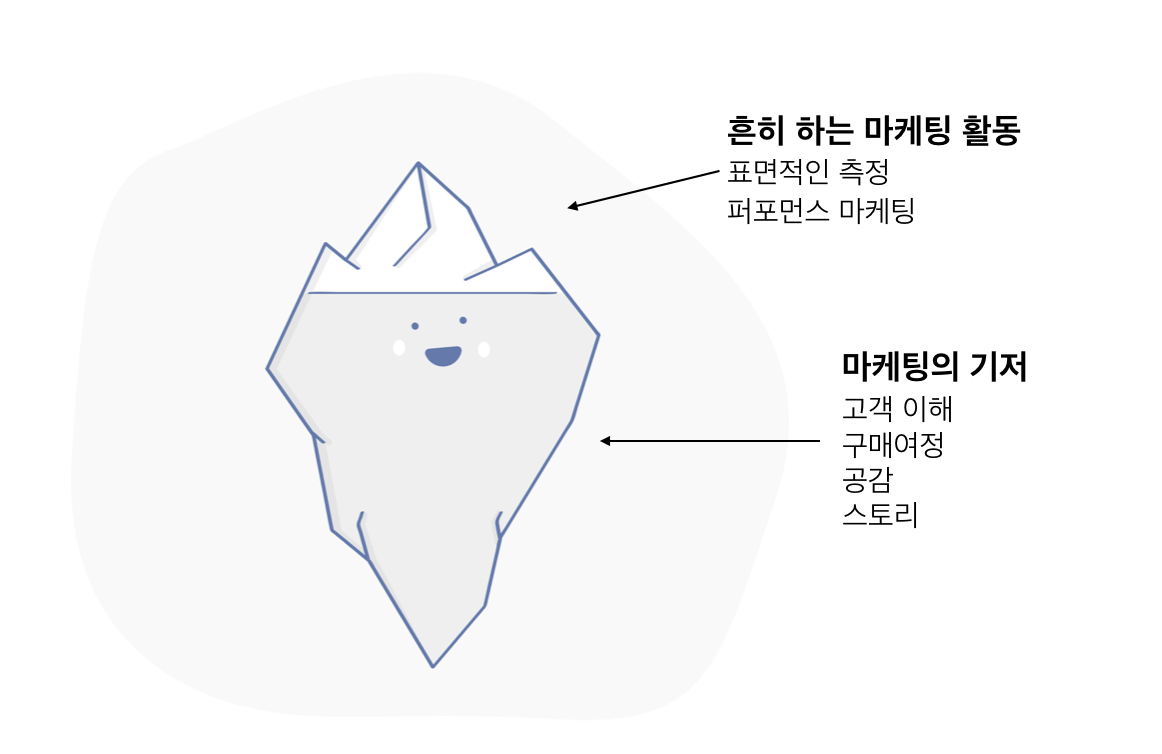 흔히 하는 마케팅 활동
표면적인 측정
퍼포먼스 마케팅
마케팅의 기저
고객 이해
구매여정
공감
스토리